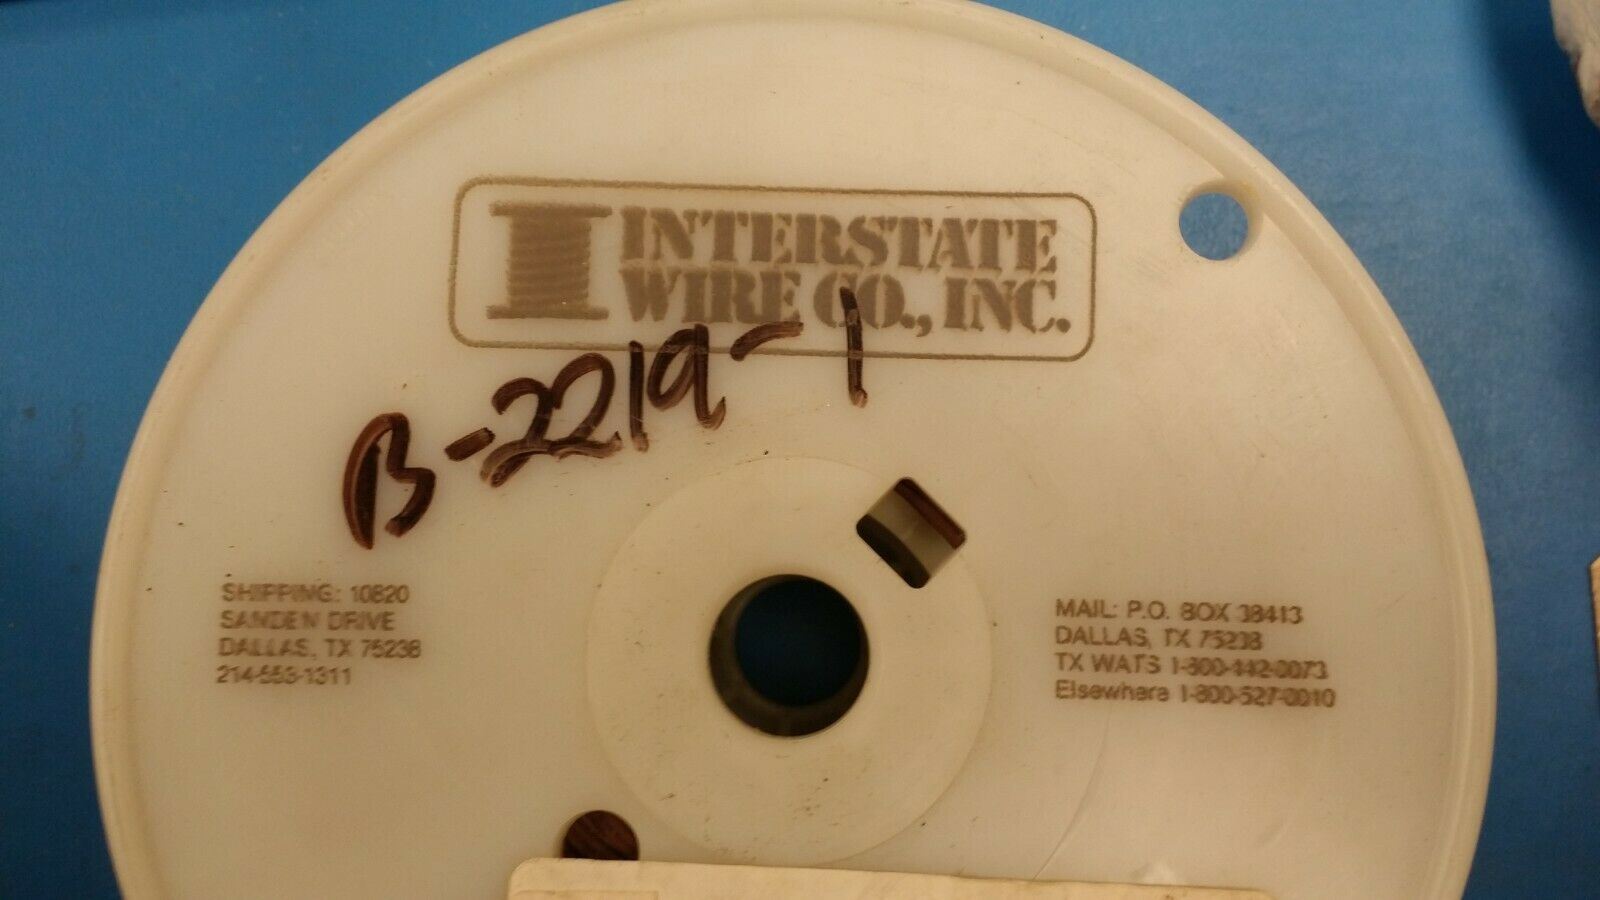 INTERSTATE
WIRE CO., INC.
B-2219-1
SHIPPING: 10820
SANDEN DRIVE
DALLAS, TX 75238
214-553-1311
MAIL: P.O. BOX 38413
DALLAS, TX 75238
TX WATS 1-800-442-0073
Elsewhere 1-800-527-0010